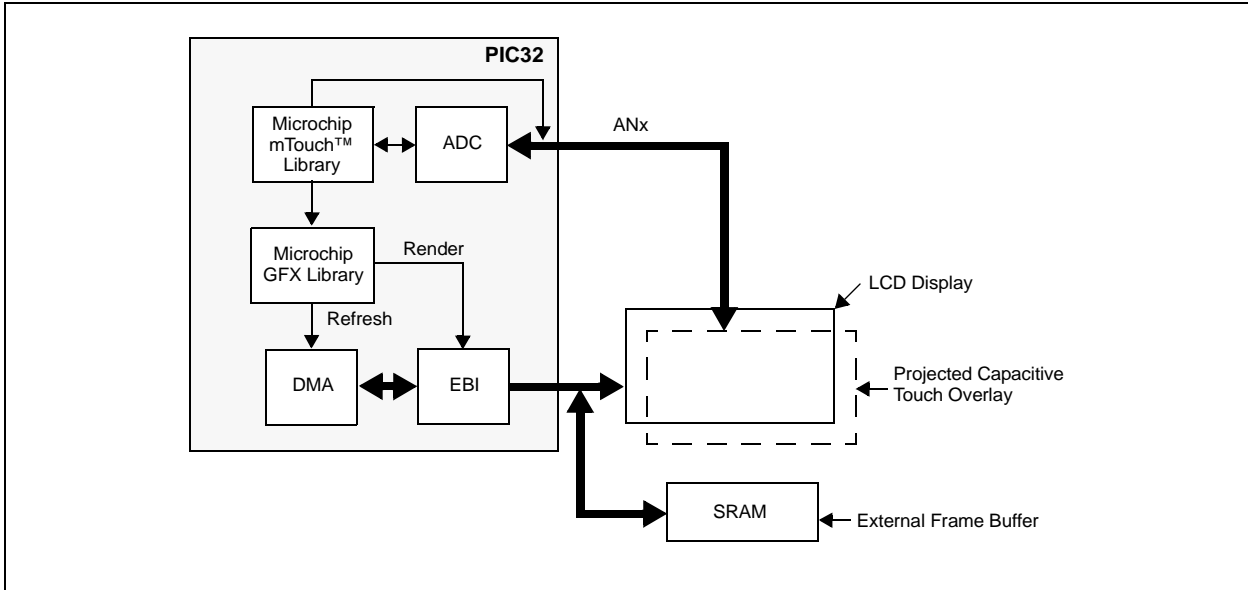 PIC32
Microchip
mTouch™
Library
ADC
ANx
Microchip
GFX Library
Render
Refresh
DMA
EBI
LCD Display
Projected Capacitive
Touch Overlay
SRAM
External Frame Buffer